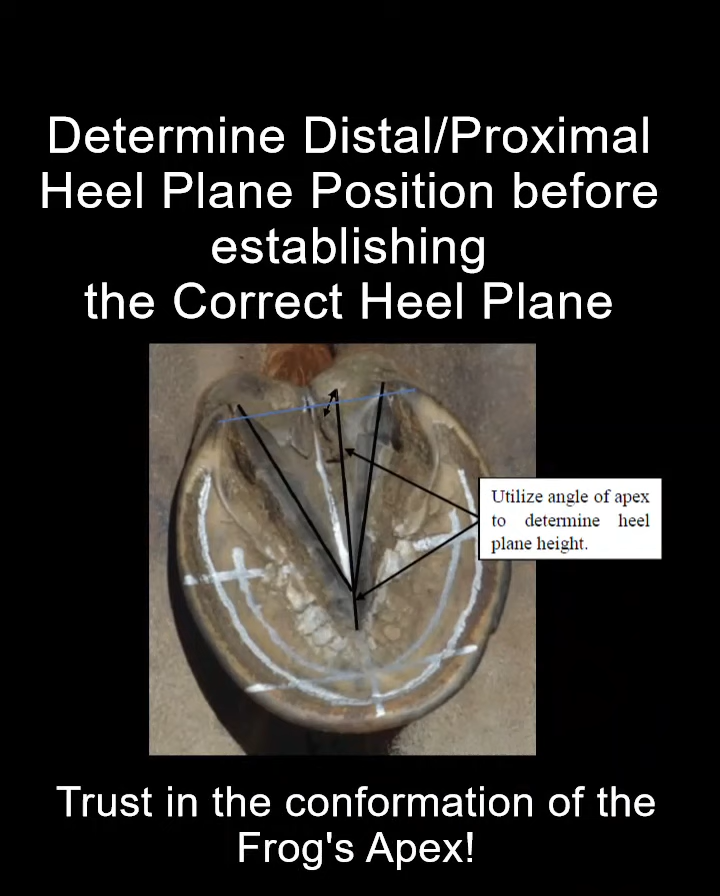 Determine Distal/Proximal
Heel Plane Position before
establishing
the Correct Heel Plane
Utilize angle of apex
to determine heel
plane height.
Trust in the conformation of the
Frog's Apex!